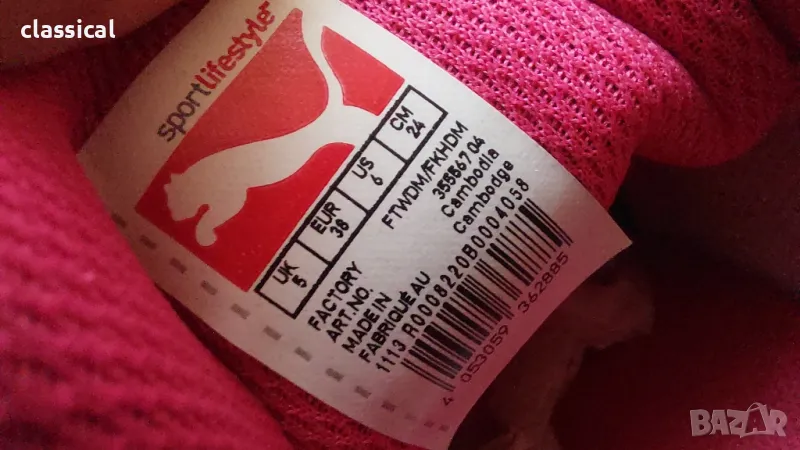 classical
sportlifestyle
UK EUR US CM
5 38 6 24
FACTORY FTWDM/FKHDM
ART.NO. 355567 04
MADE IN Cambodia
FABRIQUÉ AU Cambodge
1113 R0008220B0004058
4 053059 362885
BAZAR